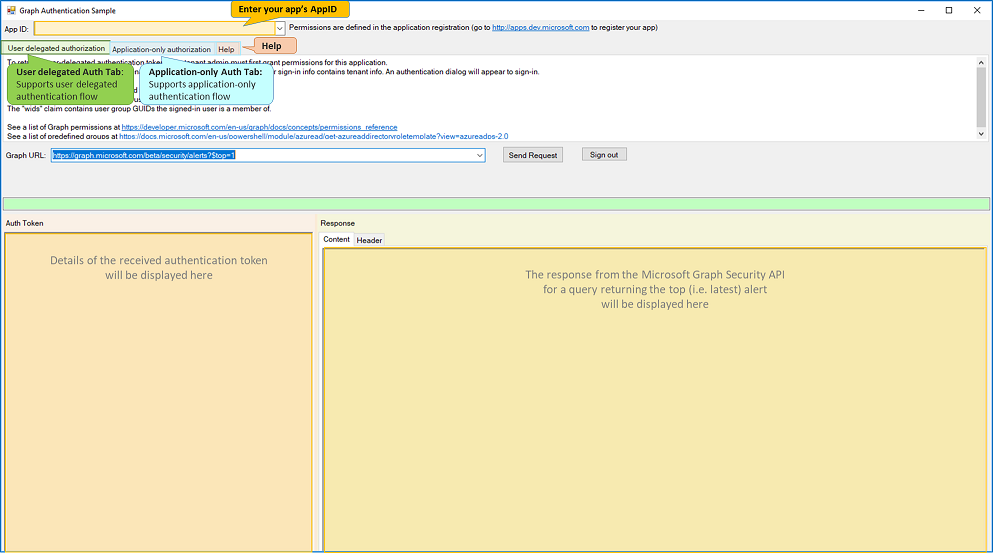 Graph Authentication Sample
Enter your app's AppID
App ID:
Permissions are defined in the application registration (go to http://apps.dev.microsoft.com to register your app)
User delegated authorization
Application-only authorization
Help
Help
To
tenant admin must first grant permissions for this application.
sign-in info contains tenant info. An authentication dialog will appear to sign-in.
User delegated Auth Tab:
Supports user delegated
authentication flow
Application-only Auth Tab:
Supports application-only
authentication flow
The "wids" claim contains user group GUIDs the signed-in user is a member of.
See a list of Graph permissions at https://developer.microsoft.com/en-us/graph/docs/concepts/permissions_reference
See a list of predefined groups at https://docs.microsoft.com/en-us/powershell/module/azuread/get-azureaddirectoryroletemplate?view=azureadps-2.0
Graph URL:
https://graph.microsoft.com/beta/security/alerts?$top=1
Send Request
Sign out
Auth Token
Response
Content
Header
Details of the received authentication token
will be displayed here
The response from the Microsoft Graph Security API
for a query returning the top (i.e. latest) alert
will be displayed here